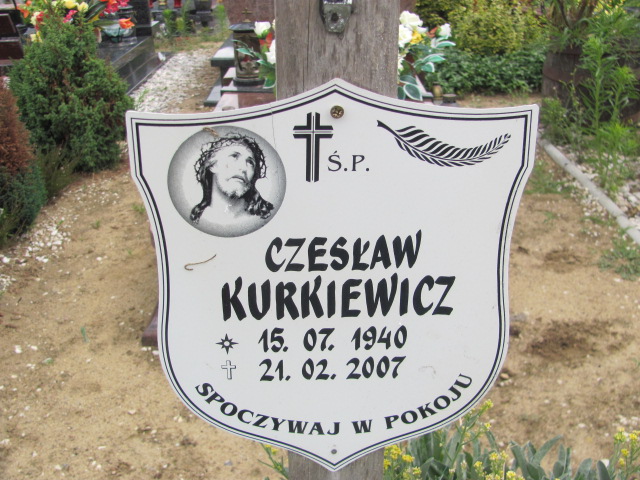 Ś.P.
CZESŁAW
KURKIEWICZ
15. 07. 1940
21. 02. 2007
SPOCZYWAJ W POKOJU